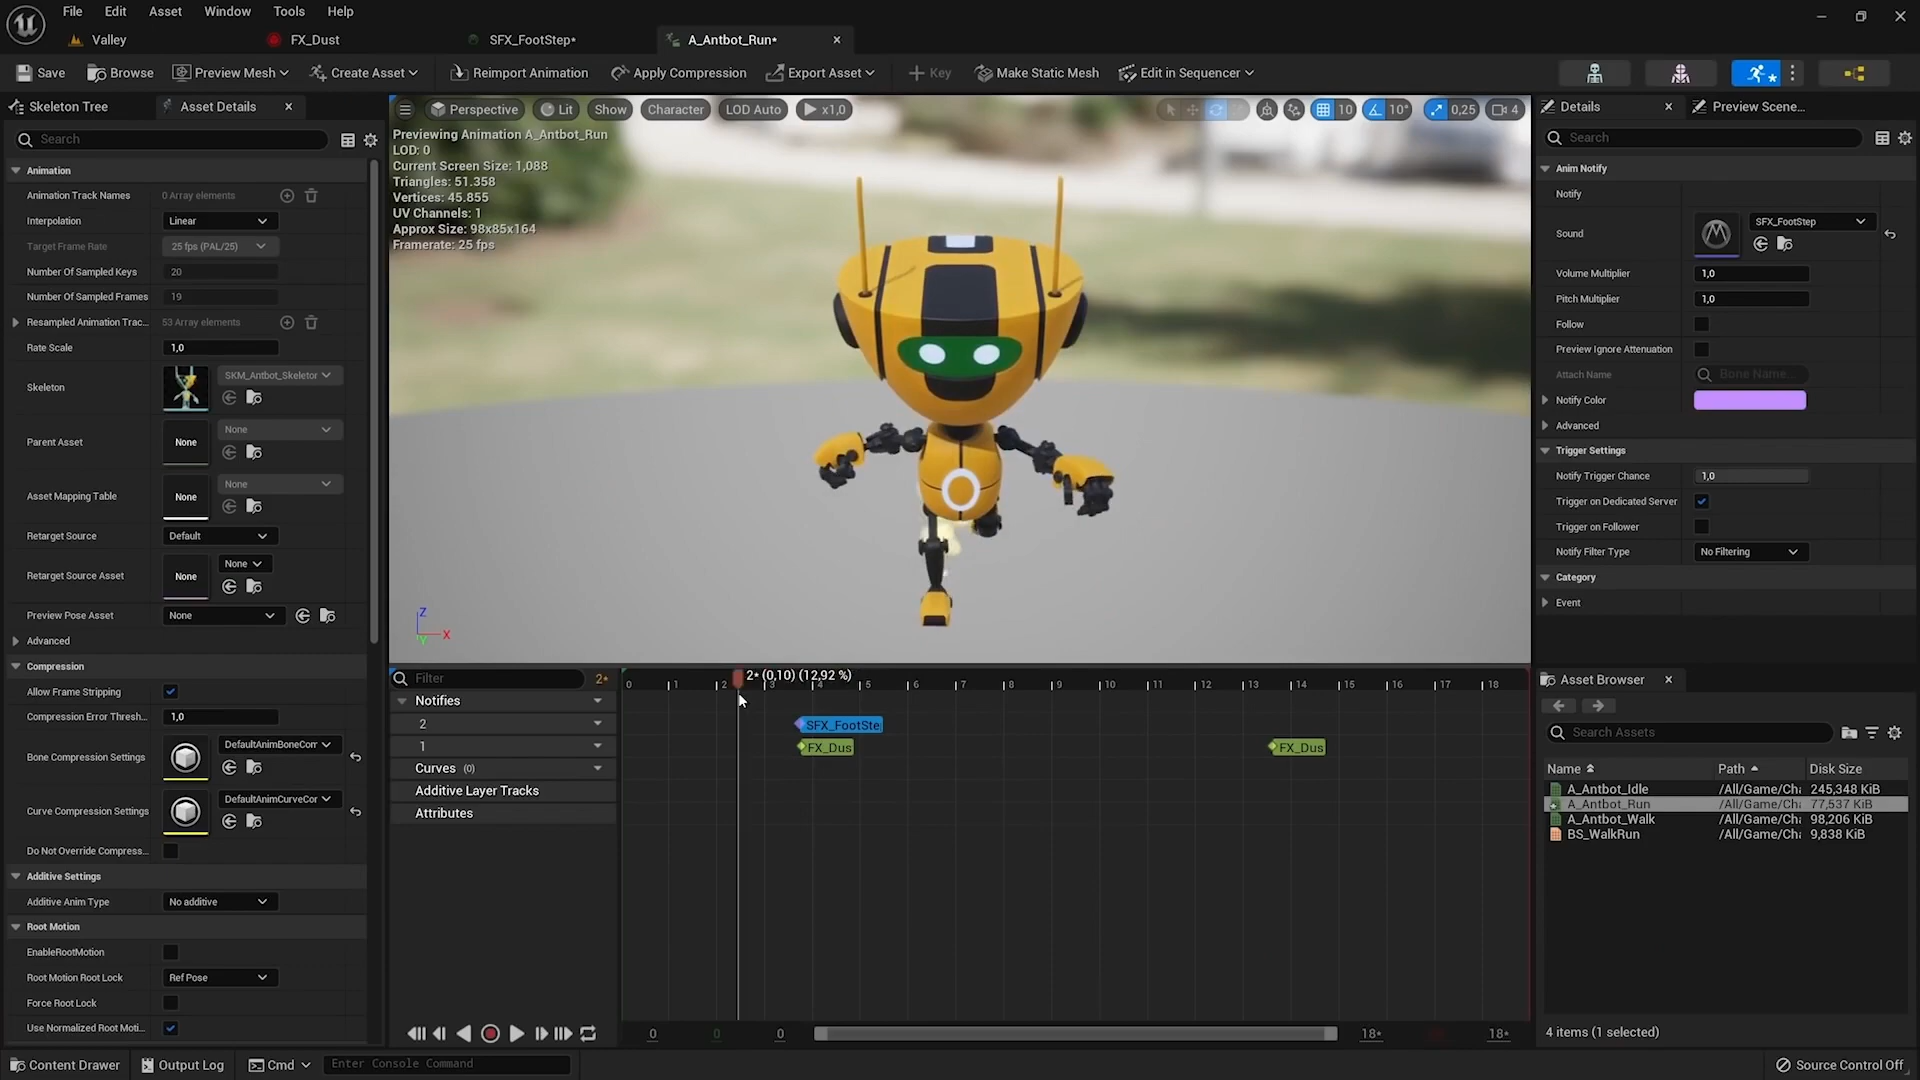 File Edit Asset Window Tools Help
Valley FX_Dust SFX_FootStep* A_Antbot_Run*
Save Browse Preview Mesh Create Asset Reimport Animation Apply Compression Export Asset Key Make Static Mesh Edit in Sequencer
Skeleton Tree Asset Details
Search
Animation
Animation Track Names 0 Array elements
Interpolation Linear
Target Frame Rate 25 fps (PAL/25)
Number Of Sampled Keys 20
Number Of Sampled Frames 19
Resampled Animation Trac... 53 Array elements
Rate Scale 1,0
Skeleton SKM_Antbot_Skeletor
Parent Asset None None
Asset Mapping Table None None
Retarget Source Default
Retarget Source Asset None None
Preview Pose Asset None
Advanced
Compression
Allow Frame Stripping
Compression Error Thresh... 1,0
Bone Compression Settings DefaultAnimBoneCorr
Curve Compression Settings DefaultAnimCurveCor
Do Not Override Compress...
Additive Settings
Additive Anim Type No additive
Root Motion
EnableRootMotion
Root Motion Root Lock Ref Pose
Force Root Lock
Use Normalized Root Moti...
Perspective Lit Show Character LOD Auto x1,0 10 10° 0,25 4
Previewing Animation A_Antbot_Run
LOD: 0
Current Screen Size: 1,088
Triangles: 51.358
Vertices: 45.855
UV Channels: 1
Approx Size: 98x85x164
Framerate: 25 fps
Z
X
Y
Filter 2*
2* (0,10) (12,92 %)
0 1 2 3 4 5 6 7 8 9 10 11 12 13 14 15 16 17 18
Notifies
2 SFX_FootSte
1 FX_Dus FX_Dus
Curves (0)
Additive Layer Tracks
Attributes
0 0 0 18* 18*
Details Preview Scene...
Search
Anim Notify
Notify
Sound SFX_FootStep
Volume Multiplier 1,0
Pitch Multiplier 1,0
Follow
Preview Ignore Attenuation
Attach Name Bone Name...
Notify Color
Advanced
Trigger Settings
Notify Trigger Chance 1,0
Trigger on Dedicated Server
Trigger on Follower
Notify Filter Type No Filtering
Category
Event
Asset Browser
Search Assets
Name Path Disk Size
A_Antbot_Idle /All/Game/Cha 245,348 KiB
A_Antbot_Run /All/Game/Cha 77,537 KiB
A_Antbot_Walk /All/Game/Cha 98,206 KiB
BS_WalkRun /All/Game/Cha 9,838 KiB
4 items (1 selected)
Content Drawer Output Log Cmd Enter Console Command Source Control Off